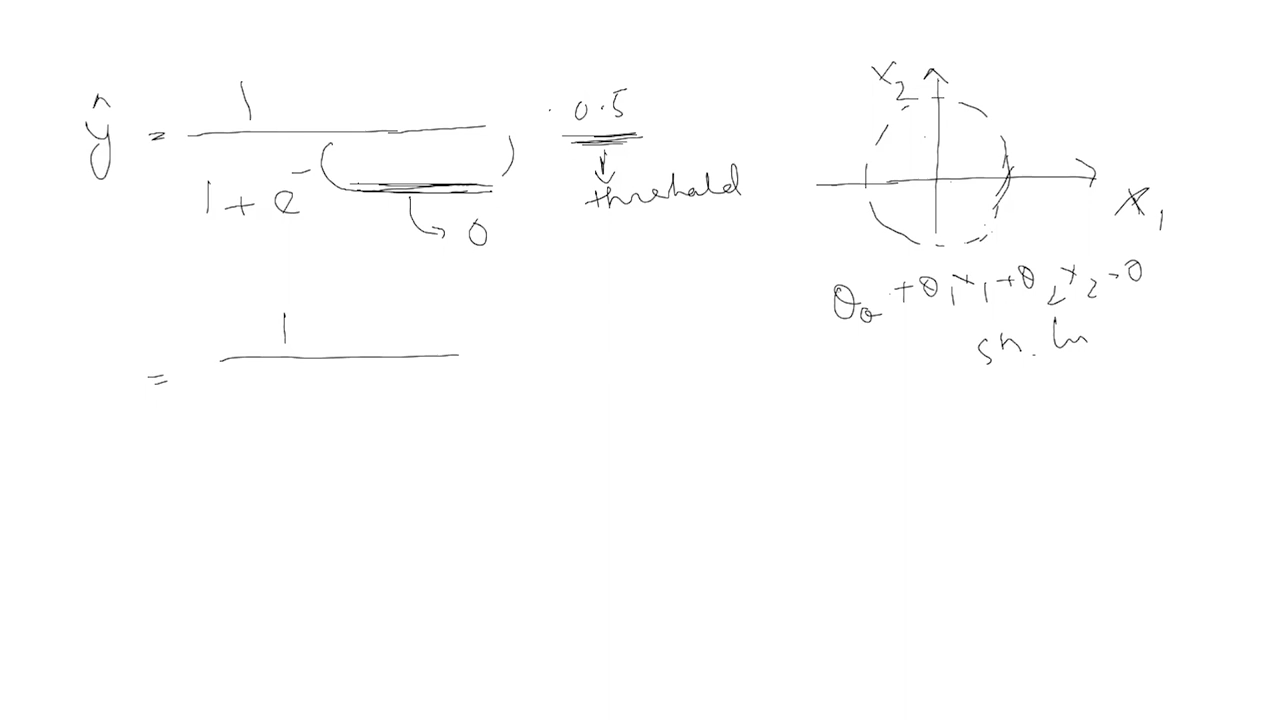 ŷ = 1 / (1 + e^-(        ))
0
0.5
threshold
= 1
x₂
x₁
θ₀ + θ₁x₁ + θ₂x₂ = 0